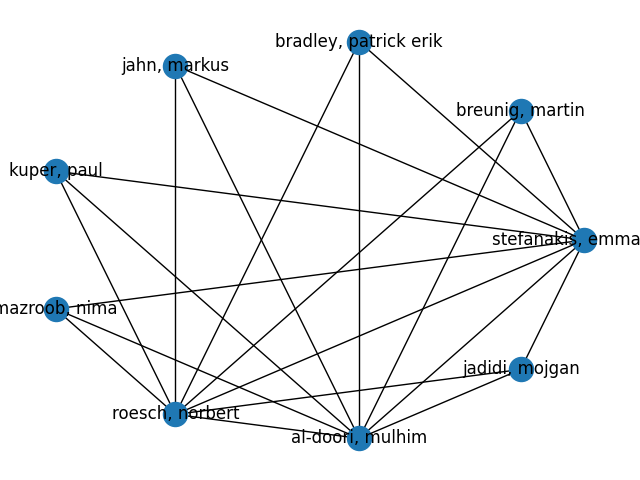 bradley, patrick erik
jahn, markus
breunig, martin
kuper, paul
stefanakis, emma
mazroob, nima
jadidi, mojgan
roesch, norbert
al-doori, mulhim